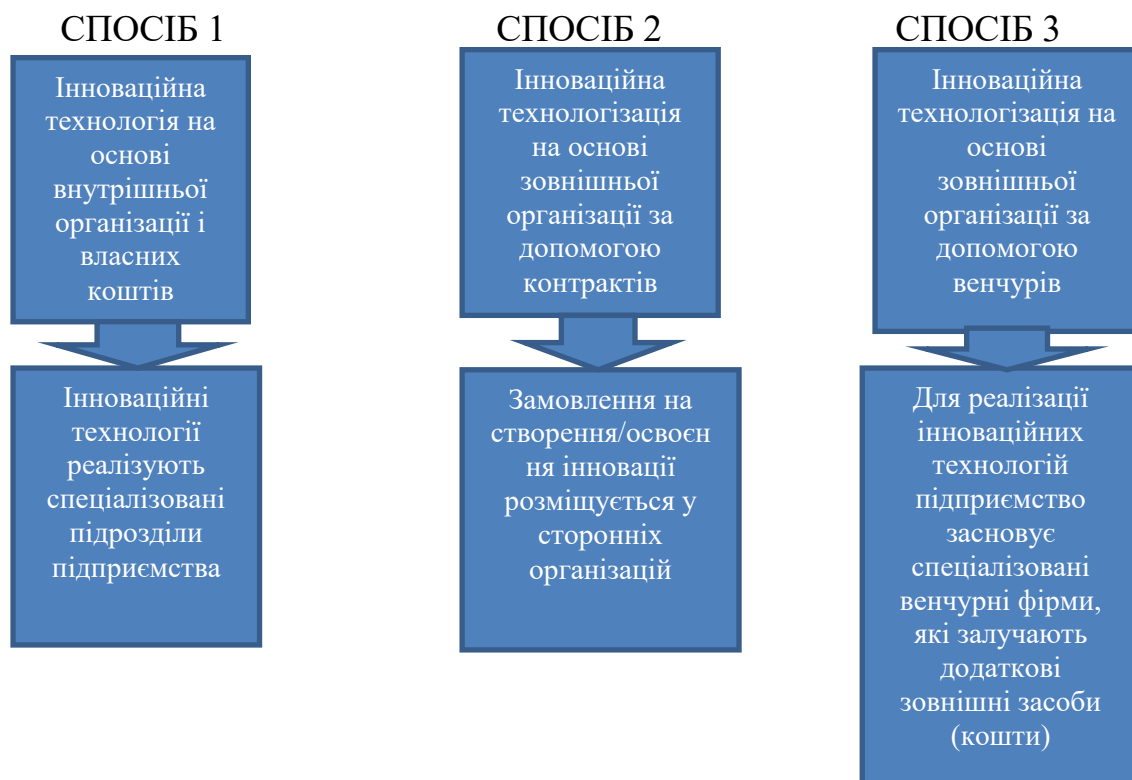 СПОСІБ 1
Інноваційна
технологія на
основі
внутрішньої
організації і
власних
коштів
Інноваційні
технології
реалізують
спеціалізовані
підрозділи
підприємства
СПОСІБ 2
Інноваційна
технологізація
на основі
зовнішньої
організації за
допомогою
контрактів
Замовлення на
створення/освоєн
ня інновації
розміщується у
сторонніх
організацій
СПОСІБ 3
Інноваційна
технологізація на
основі
зовнішньої
організації за
допомогою
венчурів
Для реалізації
інноваційних
технологій
підприємство
засновує
спеціалізовані
венчурні фірми,
які залучають
додаткові
зовнішні засоби
(кошти)